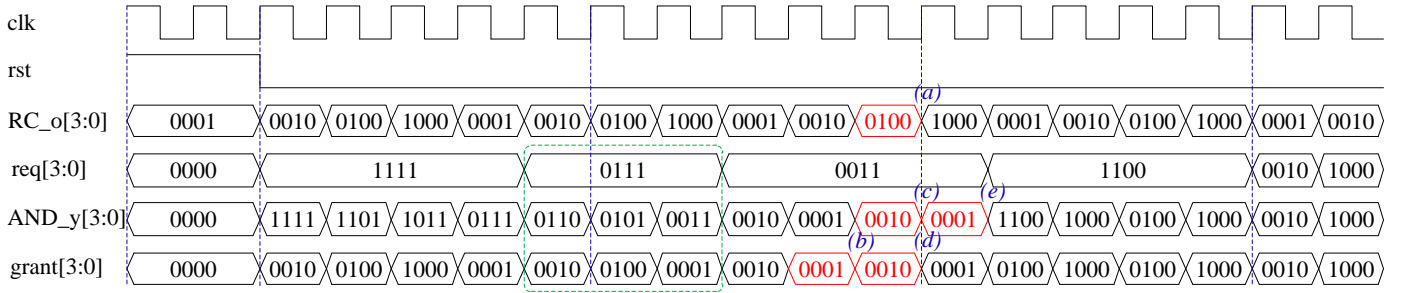 clk
rst
(a)
RC_o[3:0] 0001 0010 0100 1000 0001 0010 0100 1000 0001 0010 0100 1000 0001 0010 0100 1000 0001 0010
req[3:0] 0000 1111 0111 0011 1100 0010 1000
(c) (e)
AND_y[3:0] 0000 1111 1101 1011 0111 0110 0101 0011 0010 0001 0010 0001 1100 1000 0100 1000 0010 1000
(b) (d)
grant[3:0] 0000 0010 0100 1000 0001 0010 0100 0001 0010 0001 0010 0001 0100 1000 0100 1000 0010 1000